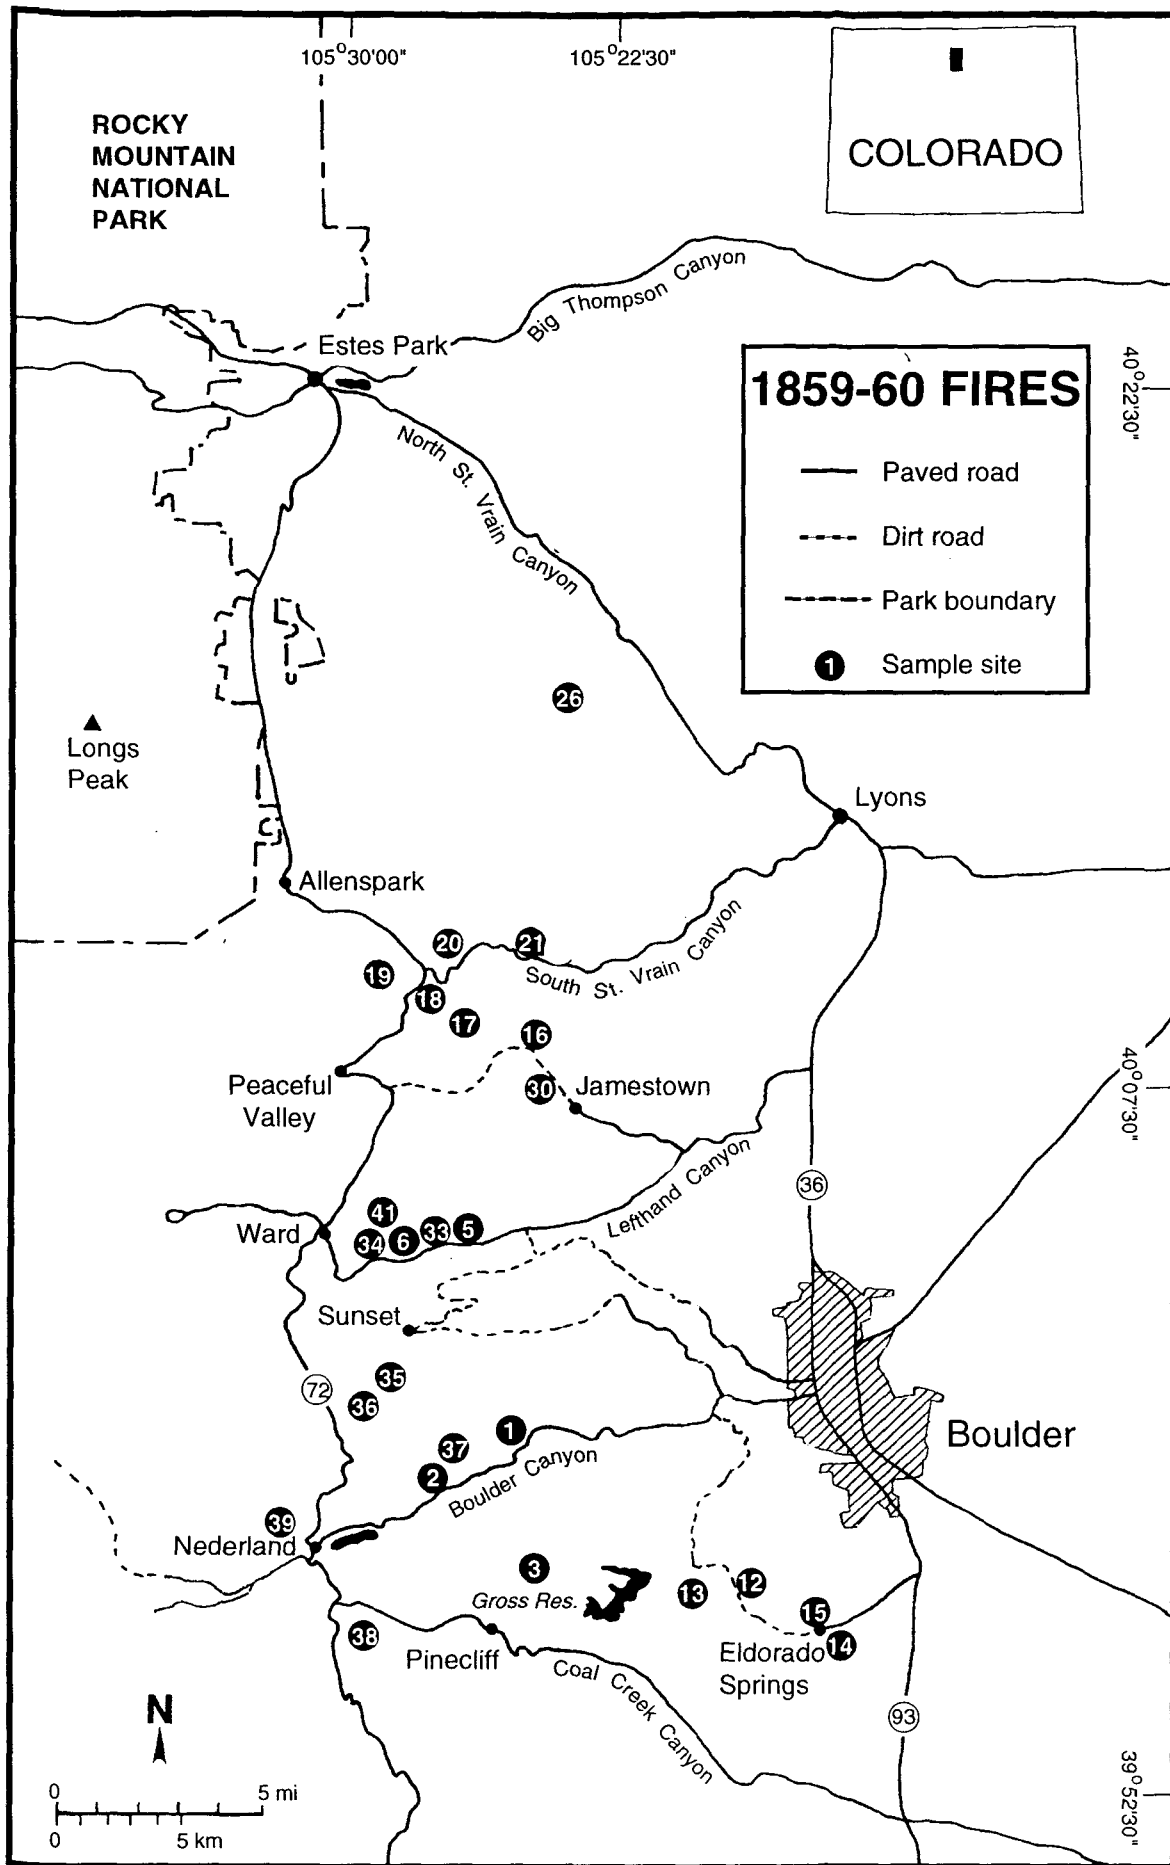 105°30'00"
105°22'30"
ROCKY
MOUNTAIN
NATIONAL
PARK
COLORADO
Big Thompson Canyon
Estes Park
1859-60 FIRES
Paved road
Dirt road
Park boundary
1 Sample site
40°22'30"
North St. Vrain Canyon
26
Longs
Peak
Lyons
Allenspark
20
21
19
18
South St. Vrain Canyon
17
16
30
Jamestown
Peaceful
Valley
40°07'30"
36
Lefthand Canyon
41
Ward
34
6
33
5
Sunset
72
35
36
1
37
2
Boulder Canyon
Boulder
39
Nederland
3
Gross Res.
13
12
15
14
Eldorado
Springs
38
Pinecliff
Coal Creek Canyon
93
39°52'30"
N
0
5 mi
0
5 km